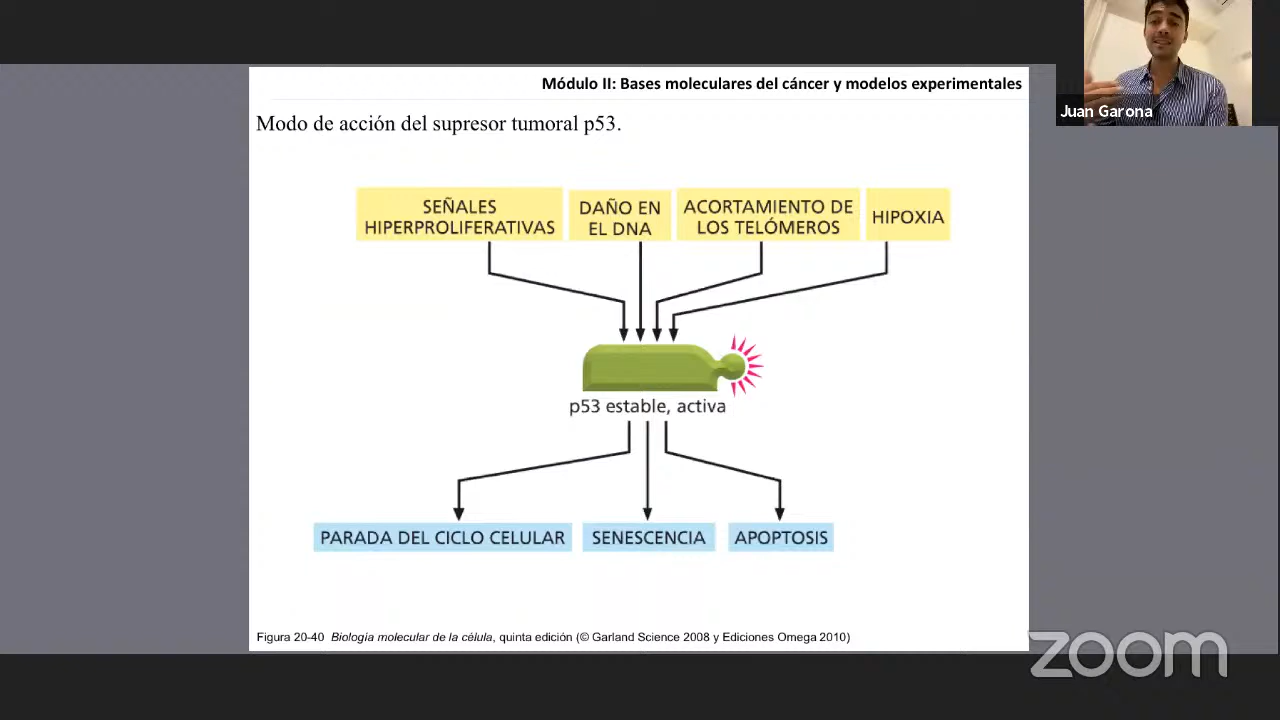 Módulo II: Bases moleculares del cáncer y modelos experimentales
Juan Garona
Modo de acción del supresor tumoral p53.
SEÑALES
HIPERPROLIFERATIVAS
DAÑO EN
EL DNA
ACORTAMIENTO DE
LOS TELÓMEROS
HIPOXIA
p53 estable, activa
PARADA DEL CICLO CELULAR
SENESCENCIA
APOPTOSIS
Figura 20-40 Biología molecular de la célula, quinta edición (© Garland Science 2008 y Ediciones Omega 2010)
zoom